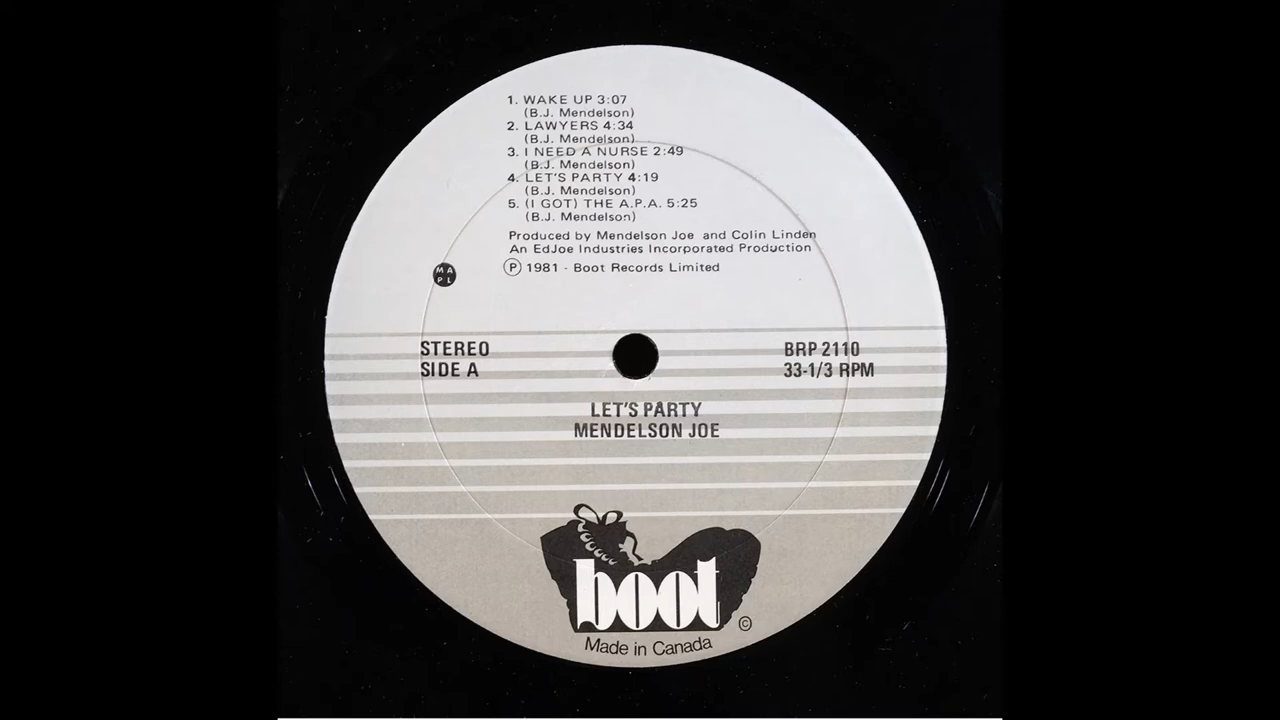 1. WAKE UP 3:07
(B.J. Mendelson)
2. LAWYERS 4:34
(B.J. Mendelson)
3. I NEED A NURSE 2:49
(B.J. Mendelson)
4. LET'S PARTY 4:19
(B.J. Mendelson)
5. (I GOT) THE A.P.A. 5:25
(B.J. Mendelson)
Produced by Mendelson Joe and Colin Linden
An EdJoe Industries Incorporated Production
Ⓟ 1981 - Boot Records Limited
MA
PL
STEREO
SIDE A
BRP 2110
33-1/3 RPM
LET'S PARTY
MENDELSON JOE
boot
©
Made in Canada